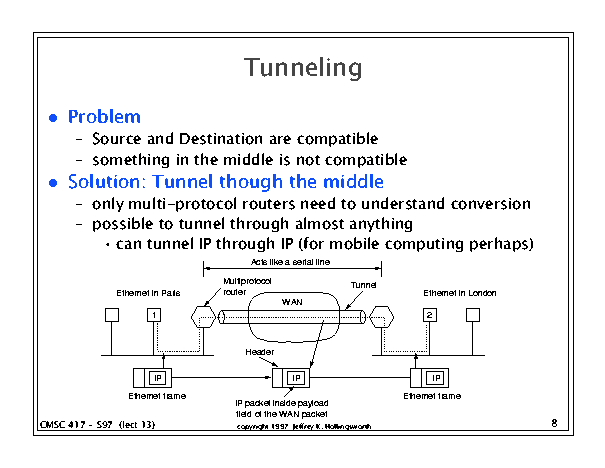 Tunneling
● Problem
– Source and Destination are compatible
– something in the middle is not compatible
● Solution: Tunnel though the middle
– only multi-protocol routers need to understand conversion
– possible to tunnel through almost anything
• can tunnel IP through IP (for mobile computing perhaps)
Acts like a serial line
Multiprotocol
router
Tunnel
Ethernet in Paris
WAN
Ethernet in London
1
2
Header
IP
IP
IP
Ethernet frame
IP packet inside payload
field of the WAN packet
Ethernet frame
CMSC 417 - S97 (lect 13)
copyright 1997 Jeffrey K. Hollingsworth
8